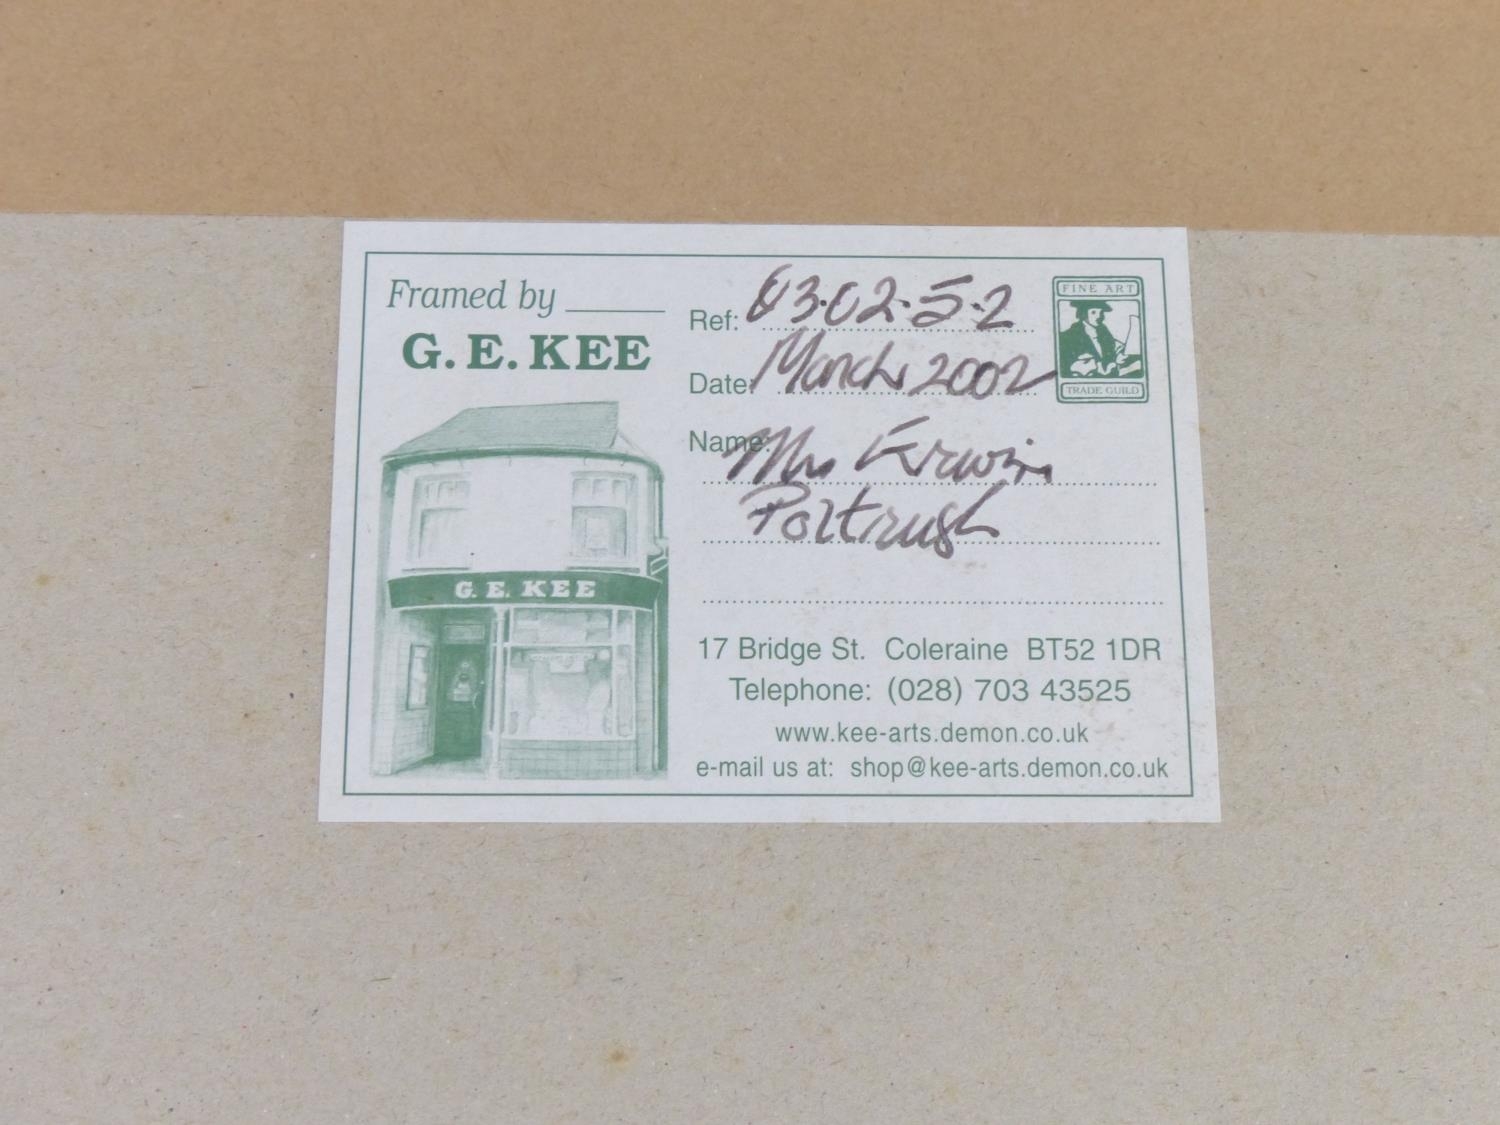 Framed by
G. E. KEE
G. E. KEE
Ref: 03·02·5·2
Date: March 2002
Name: Mrs Erwin
Portrush
FINE ART
TRADE GUILD
17 Bridge St. Coleraine BT52 1DR
Telephone: (028) 703 43525
www.kee-arts.demon.co.uk
e-mail us at: shop@kee-arts.demon.co.uk